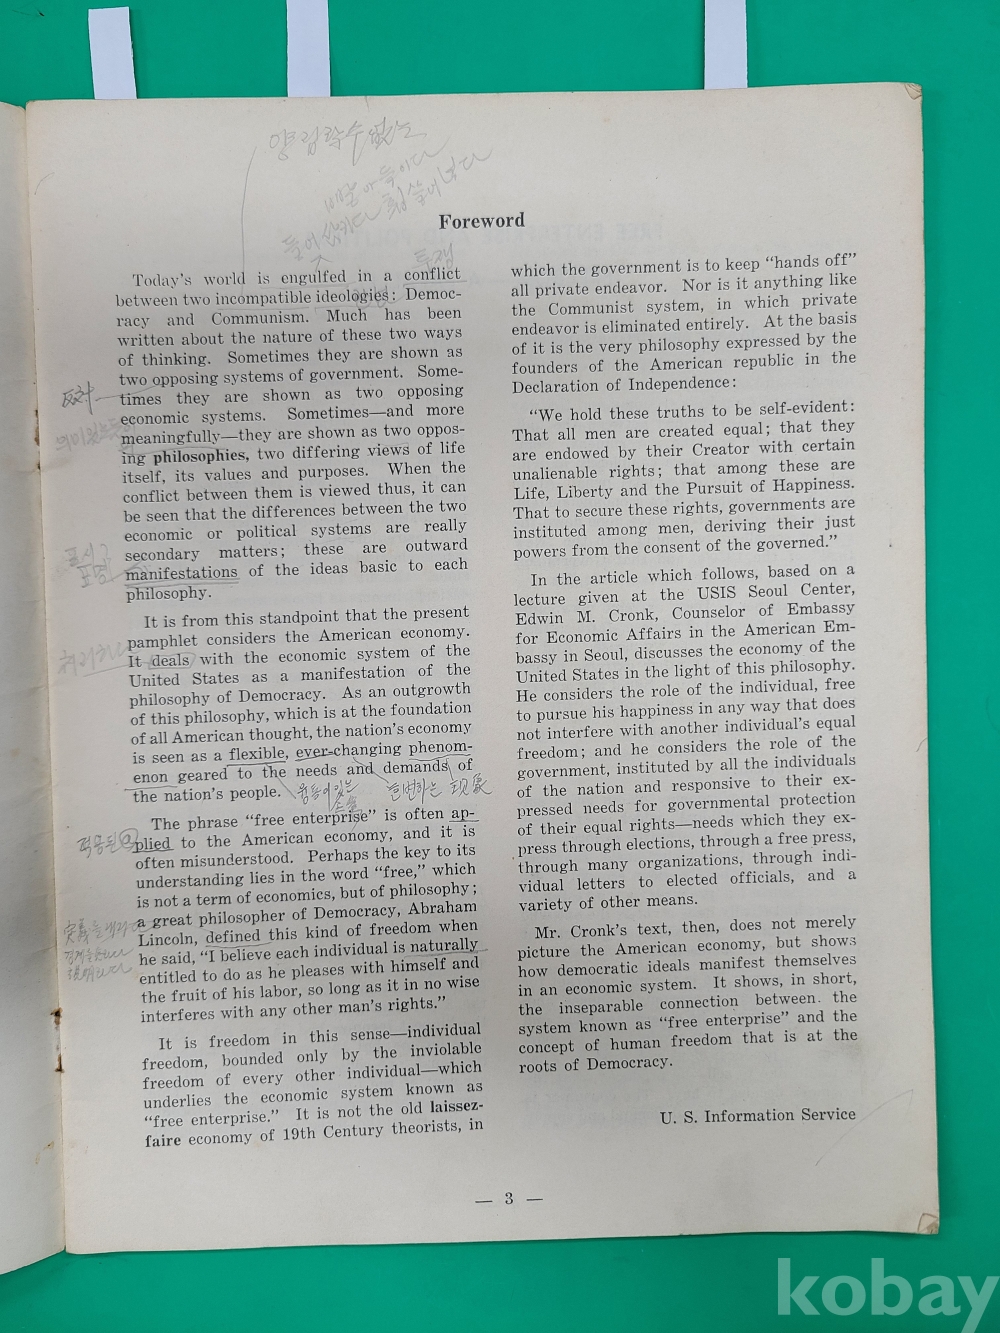 양립할 수 없는
투쟁
Foreword
Today's world is engulfed in a conflict
between two incompatible ideologies: Democ-
racy and Communism. Much has been
written about the nature of these two ways
of thinking. Sometimes they are shown as
two opposing systems of government. Some-
times they are shown as two opposing
economic systems. Sometimes—and more
meaningfully—they are shown as two oppos-
ing philosophies, two differing views of life
itself, its values and purposes. When the
conflict between them is viewed thus, it can
be seen that the differences between the two
economic or political systems are really
secondary matters; these are outward
manifestations of the ideas basic to each
philosophy.
It is from this standpoint that the present
pamphlet considers the American economy.
처리하다
It deals with the economic system of the
United States as a manifestation of the
philosophy of Democracy. As an outgrowth
of this philosophy, which is at the foundation
of all American thought, the nation's economy
is seen as a flexible, ever-changing phenom-
enon geared to the needs and demands of
the nation's people.
現象
The phrase "free enterprise" is often ap-
적용된
plied to the American economy, and it is
often misunderstood. Perhaps the key to its
understanding lies in the word "free," which
is not a term of economics, but of philosophy;
a great philosopher of Democracy, Abraham
Lincoln, defined this kind of freedom when
he said, "I believe each individual is naturally
entitled to do as he pleases with himself and
the fruit of his labor, so long as it in no wise
interferes with any other man's rights."
It is freedom in this sense—individual
freedom, bounded only by the inviolable
freedom of every other individual—which
underlies the economic system known as
"free enterprise." It is not the old laissez-
faire economy of 19th Century theorists, in
which the government is to keep "hands off"
all private endeavor. Nor is it anything like
the Communist system, in which private
endeavor is eliminated entirely. At the basis
of it is the very philosophy expressed by the
founders of the American republic in the
Declaration of Independence:
"We hold these truths to be self-evident:
That all men are created equal; that they
are endowed by their Creator with certain
unalienable rights; that among these are
Life, Liberty and the Pursuit of Happiness.
That to secure these rights, governments are
instituted among men, deriving their just
powers from the consent of the governed."
In the article which follows, based on a
lecture given at the USIS Seoul Center,
Edwin M. Cronk, Counselor of Embassy
for Economic Affairs in the American Em-
bassy in Seoul, discusses the economy of the
United States in the light of this philosophy.
He considers the role of the individual, free
to pursue his happiness in any way that does
not interfere with another individual's equal
freedom; and he considers the role of the
government, instituted by all the individuals
of the nation and responsive to their ex-
pressed needs for governmental protection
of their equal rights—needs which they ex-
press through elections, through a free press,
through many organizations, through indi-
vidual letters to elected officials, and a
variety of other means.
Mr. Cronk's text, then, does not merely
picture the American economy, but shows
how democratic ideals manifest themselves
in an economic system. It shows, in short,
the inseparable connection between the
system known as "free enterprise" and the
concept of human freedom that is at the
roots of Democracy.
U. S. Information Service
— 3 —
kobay